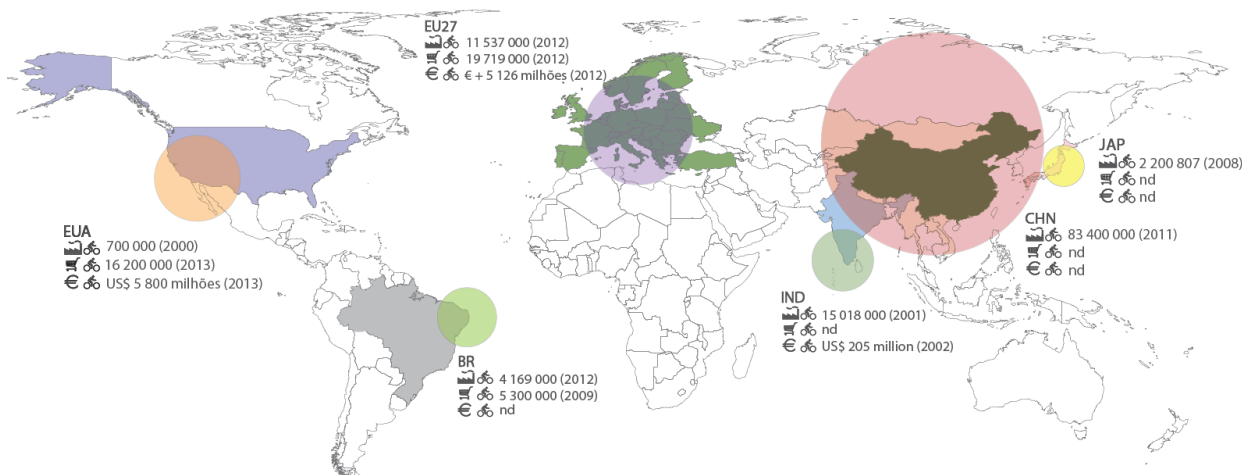 EU27
11 537 000 (2012)
19 719 000 (2012)
€ + 5 126 milhões (2012)
EUA
700 000 (2000)
16 200 000 (2013)
US$ 5 800 milhões (2013)
BR
4 169 000 (2012)
5 300 000 (2009)
nd
IND
15 018 000 (2001)
nd
US$ 205 million (2002)
CHN
83 400 000 (2011)
nd
nd
JAP
2 200 807 (2008)
nd
nd